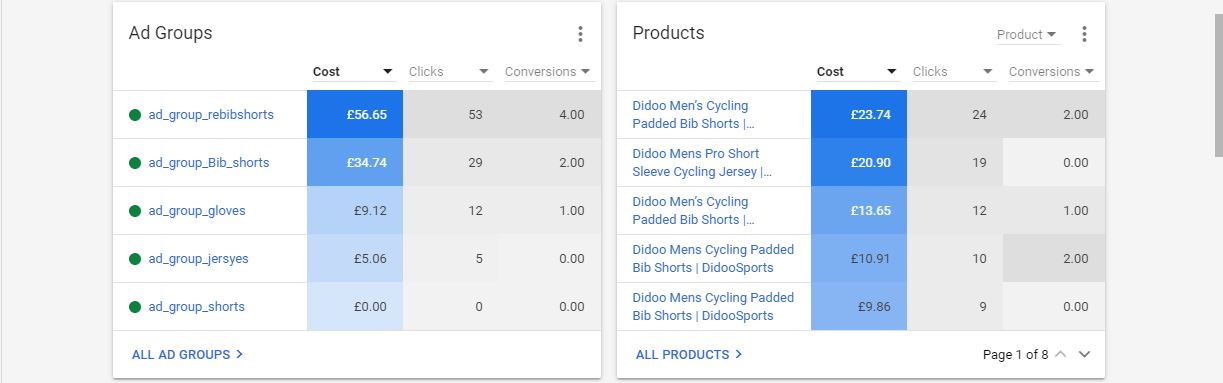 Ad Groups
Cost Clicks Conversions
ad_group_rebibshorts £56.65 53 4.00
ad_group_Bib_shorts £34.74 29 2.00
ad_group_gloves £9.12 12 1.00
ad_group_jersyes £5.06 5 0.00
ad_group_shorts £0.00 0 0.00
ALL AD GROUPS
Products
Product
Cost Clicks Conversions
Didoo Men's Cycling
Padded Bib Shorts |... £23.74 24 2.00
Didoo Mens Pro Short
Sleeve Cycling Jersey |... £20.90 19 0.00
Didoo Men's Cycling
Padded Bib Shorts |... £13.65 12 1.00
Didoo Mens Cycling Padded
Bib Shorts | DidooSports £10.91 10 2.00
Didoo Mens Cycling Padded
Bib Shorts | DidooSports £9.86 9 0.00
ALL PRODUCTS
Page 1 of 8